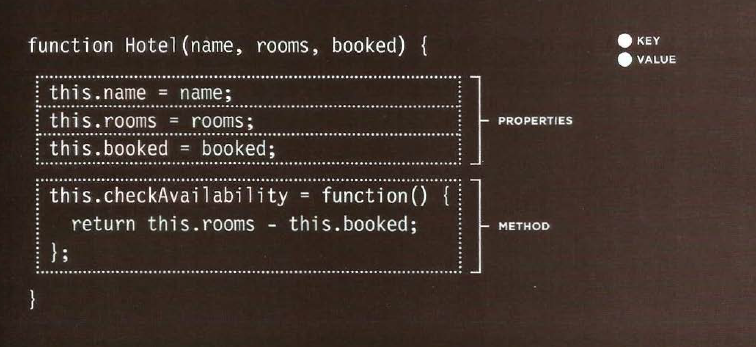 function Hotel(name, rooms, booked) {
KEY
VALUE
this.name = name;
this.rooms = rooms;
this.booked = booked;
PROPERTIES
this.checkAvailability = function() {
return this.rooms - this.booked;
};
METHOD
}